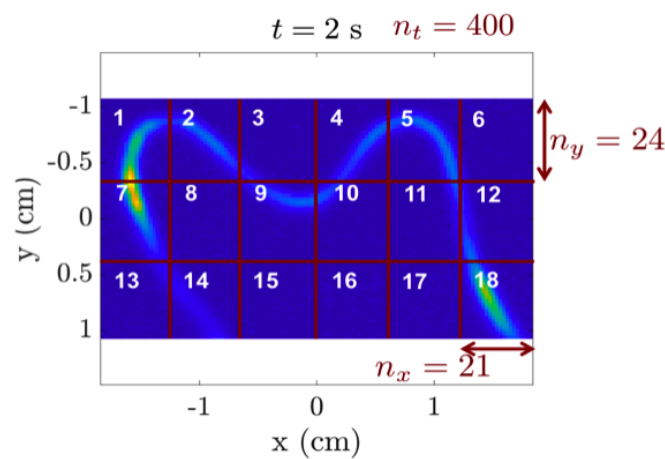 t = 2 s n_t = 400
-1
1 2 3 4 5 6
n_y = 24
-0.5
7 8 9 10 11 12
0
y (cm)
0.5
13 14 15 16 17 18
1
n_x = 21
-1 0 1
x (cm)